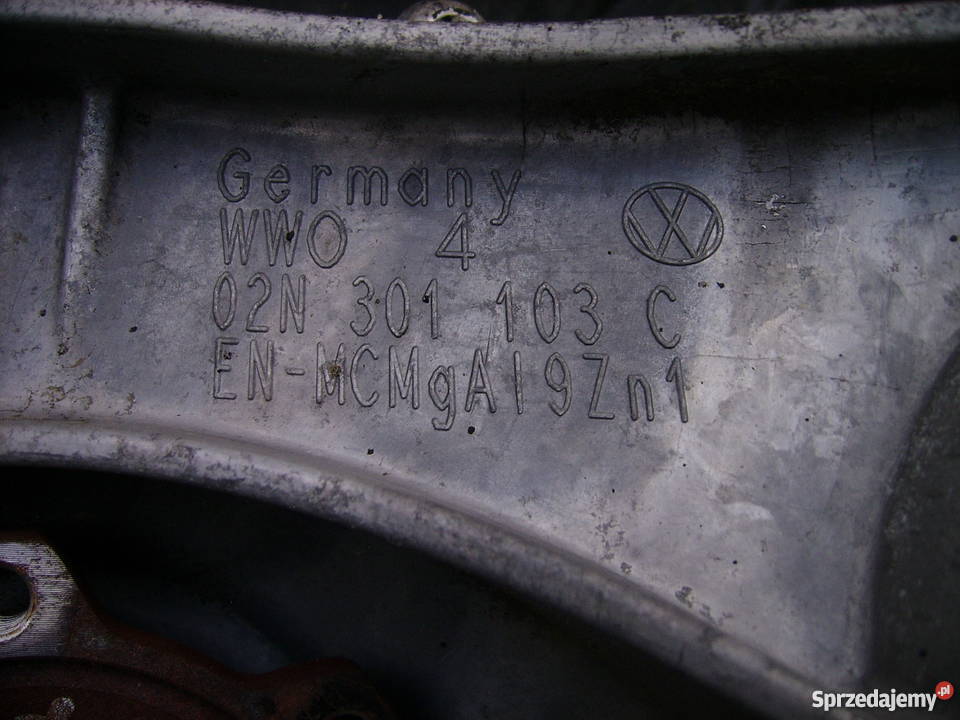 Germany
WWO 4
02N 301 103 C
EN-MCMgAl9Zn1
Sprzedajemy.pl